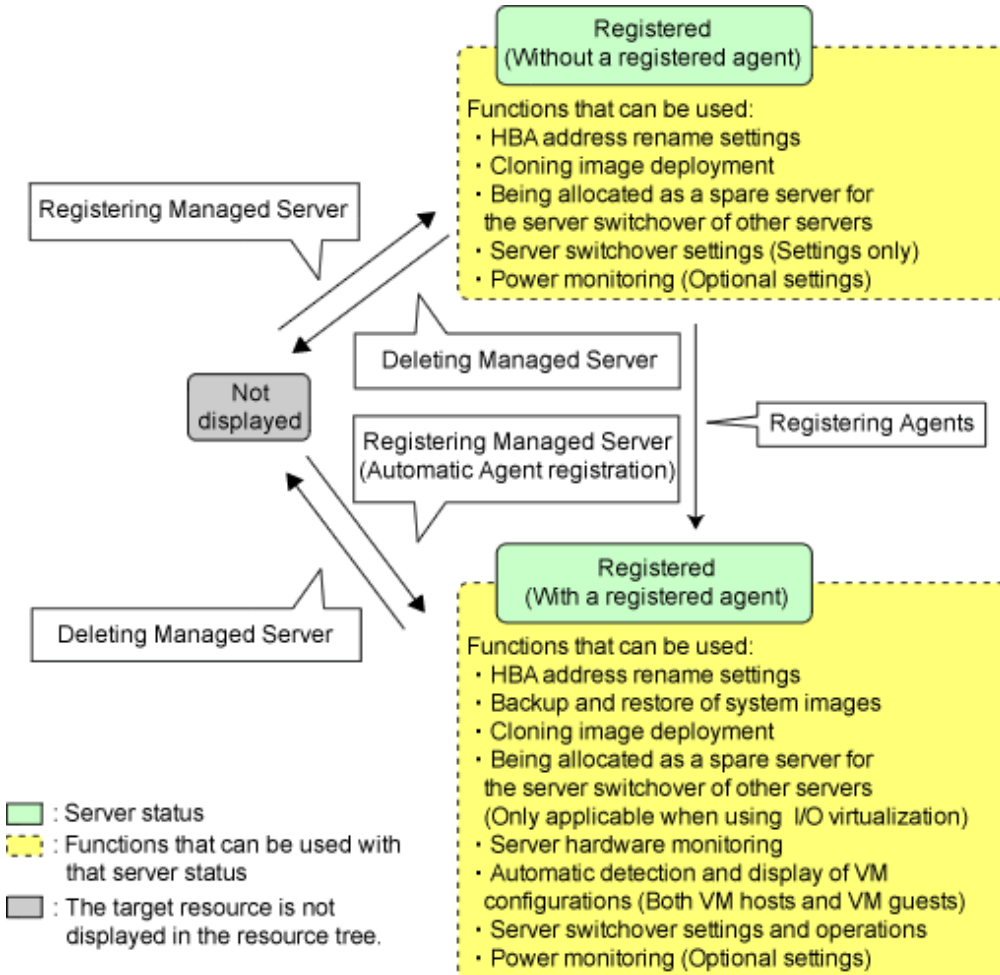 Registered
(Without a registered agent)
Functions that can be used:
・HBA address rename settings
・Cloning image deployment
・Being allocated as a spare server for
the server switchover of other servers
・Server switchover settings (Settings only)
・Power monitoring (Optional settings)
Registering Managed Server
Deleting Managed Server
Not
displayed
Registering Managed Server
(Automatic Agent registration)
Registering Agents
Deleting Managed Server
Registered
(With a registered agent)
Functions that can be used:
・HBA address rename settings
・Backup and restore of system images
・Cloning image deployment
・Being allocated as a spare server for
the server switchover of other servers
(Only applicable when using I/O virtualization)
・Server hardware monitoring
・Automatic detection and display of VM
configurations (Both VM hosts and VM guests)
・Server switchover settings and operations
・Power monitoring (Optional settings)
: Server status
: Functions that can be used with
that server status
: The target resource is not
displayed in the resource tree.